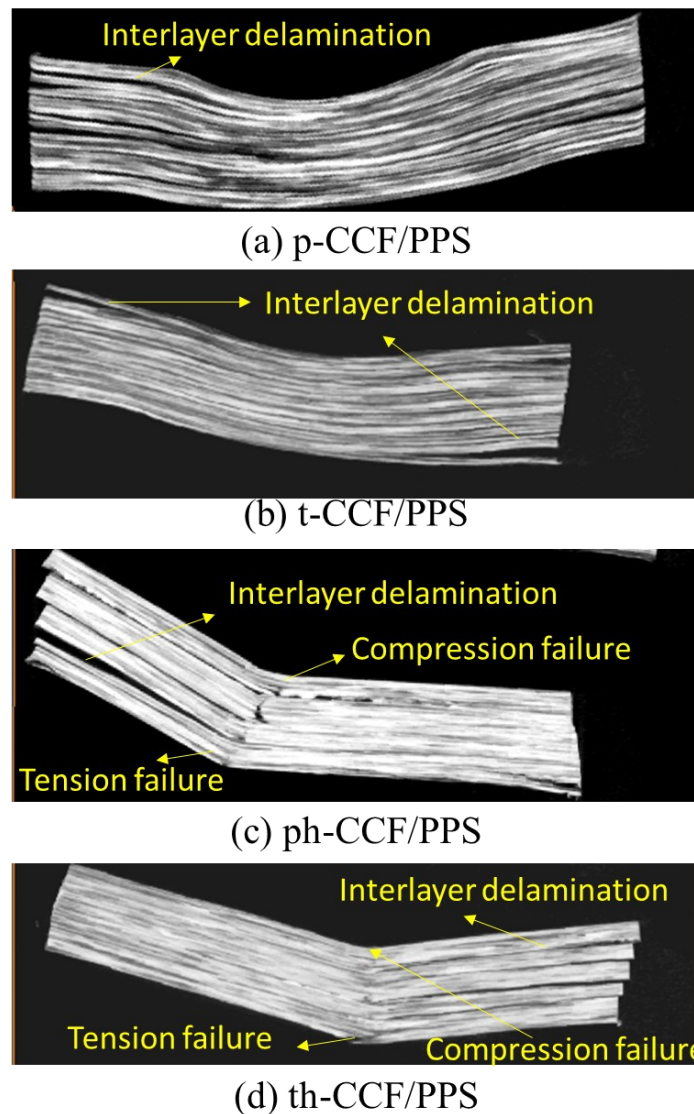 Interlayer delamination
(a) p-CCF/PPS
Interlayer delamination
(b) t-CCF/PPS
Interlayer delamination
Compression failure
Tension failure
(c) ph-CCF/PPS
Interlayer delamination
Tension failure
Compression failure
(d) th-CCF/PPS